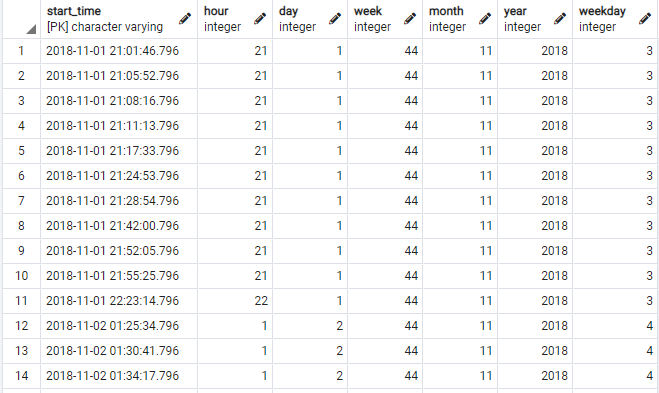 start_time hour day week month year weekday
[PK] character varying integer integer integer integer integer integer
1 2018-11-01 21:01:46.796 21 1 44 11 2018 3
2 2018-11-01 21:05:52.796 21 1 44 11 2018 3
3 2018-11-01 21:08:16.796 21 1 44 11 2018 3
4 2018-11-01 21:11:13.796 21 1 44 11 2018 3
5 2018-11-01 21:17:33.796 21 1 44 11 2018 3
6 2018-11-01 21:24:53.796 21 1 44 11 2018 3
7 2018-11-01 21:28:54.796 21 1 44 11 2018 3
8 2018-11-01 21:42:00.796 21 1 44 11 2018 3
9 2018-11-01 21:52:05.796 21 1 44 11 2018 3
10 2018-11-01 21:55:25.796 21 1 44 11 2018 3
11 2018-11-01 22:23:14.796 22 1 44 11 2018 3
12 2018-11-02 01:25:34.796 1 2 44 11 2018 4
13 2018-11-02 01:30:41.796 1 2 44 11 2018 4
14 2018-11-02 01:34:17.796 1 2 44 11 2018 4